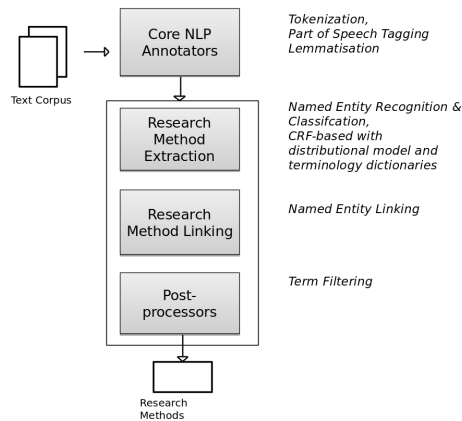 Core NLP
Annotators
Tokenization,
Part of Speech Tagging
Lemmatisation
Text Corpus
Research
Method
Extraction
Named Entity Recognition &
Classifcation,
CRF-based with
distributional model and
terminology dictionaries
Research
Method Linking
Named Entity Linking
Post-
processors
Term Filtering
Research
Methods